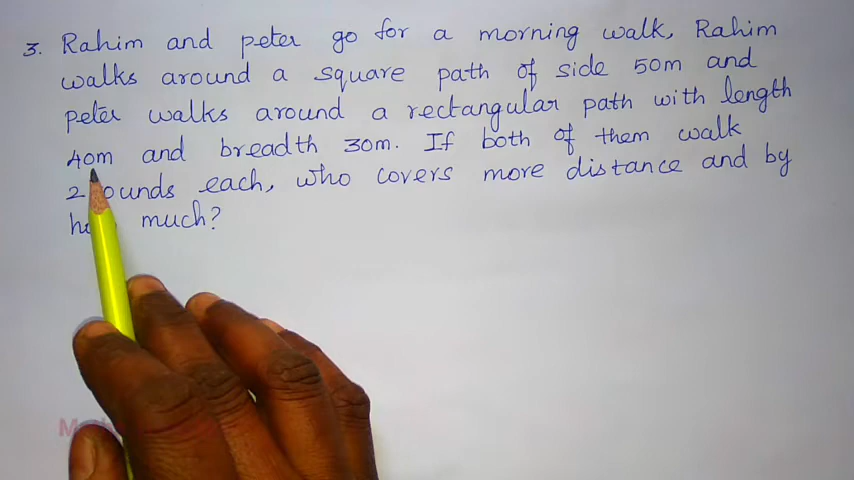 3. Rahim and peter go for a morning walk, Rahim
walks around a square path of side 50m and
peter walks around a rectangular path with length
40m and breadth 30m. If both of them walk
2 rounds each, who covers more distance and by
much?